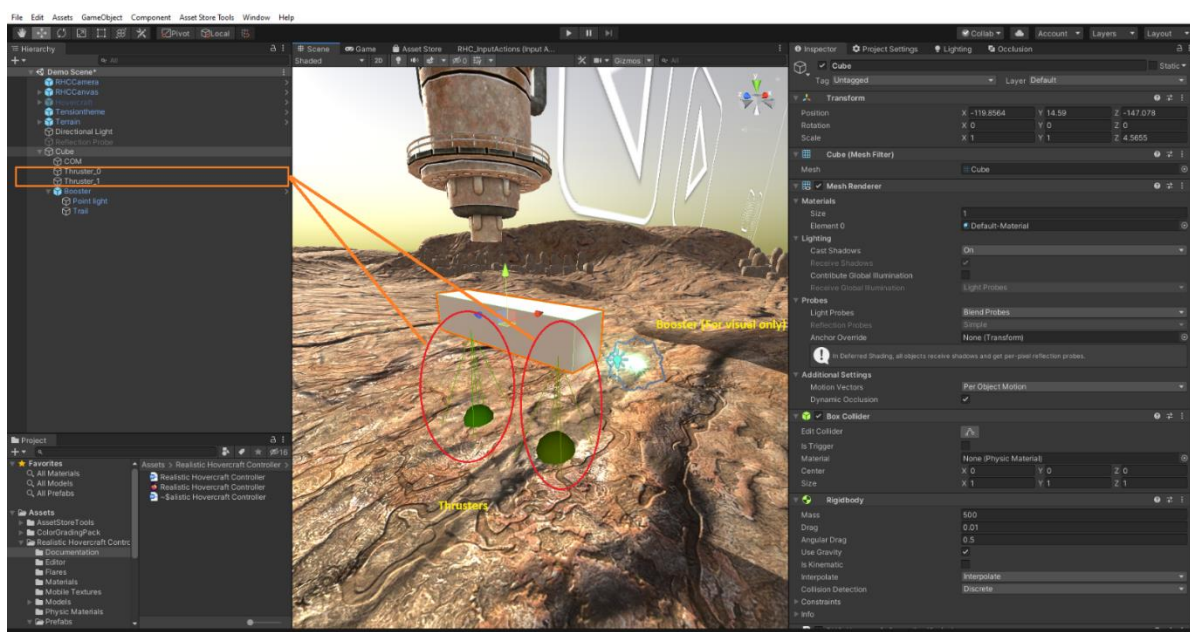 File Edit Assets GameObject Component Asset Store Tools Window Help
Pivot Local Collab Account Layers Layout
Hierarchy
All
Demo Scene*
RHCCamera
RHCCanvas
Hovercraft
Tensiontheme
Terrain
Directional Light
Reflection Probe
Cube
COM
Thruster_0
Thruster_1
Booster
Point light
Trail
Project
16
Favorites
All Materials
All Models
All Prefabs
Assets
AssetStoreTools
ColorGradingPack
Realistic Hovercraft Contrc
Documentation
Editor
Flares
Materials
Mobile Textures
Models
Physic Materials
Prefabs
Assets > Realistic Hovercraft Controller >
Realistic Hovercraft Controller
Realistic Hovercraft Controller
~$alistic Hovercraft Controller
Scene Game Asset Store RHC_InputActions (Input A...
Shaded 2D 0 Gizmos All
Y
Booster (For visual only)
Thrusters
Inspector Project Settings Lighting Occlusion
Cube Static
Tag Untagged Layer Default
Transform
Position X -119.8564 Y 14.59 Z -147.078
Rotation X 0 Y 0 Z 0
Scale X 1 Y 1 Z 4.5655
Cube (Mesh Filter)
Mesh Cube
Mesh Renderer
Materials
Size 1
Element 0 Default-Material
Lighting
Cast Shadows On
Receive Shadows
Contribute Global Illumination
Receive Global Illumination Light Probes
Probes
Light Probes Blend Probes
Reflection Probes Simple
Anchor Override None (Transform)
In Deferred Shading, all objects receive shadows and get per-pixel reflection probes.
Additional Settings
Motion Vectors Per Object Motion
Dynamic Occlusion
Box Collider
Edit Collider
Is Trigger
Material None (Physic Material)
Center X 0 Y 0 Z 0
Size X 1 Y 1 Z 1
Rigidbody
Mass 500
Drag 0.01
Angular Drag 0.5
Use Gravity
Is Kinematic
Interpolate Interpolate
Collision Detection Discrete
Constraints
Info